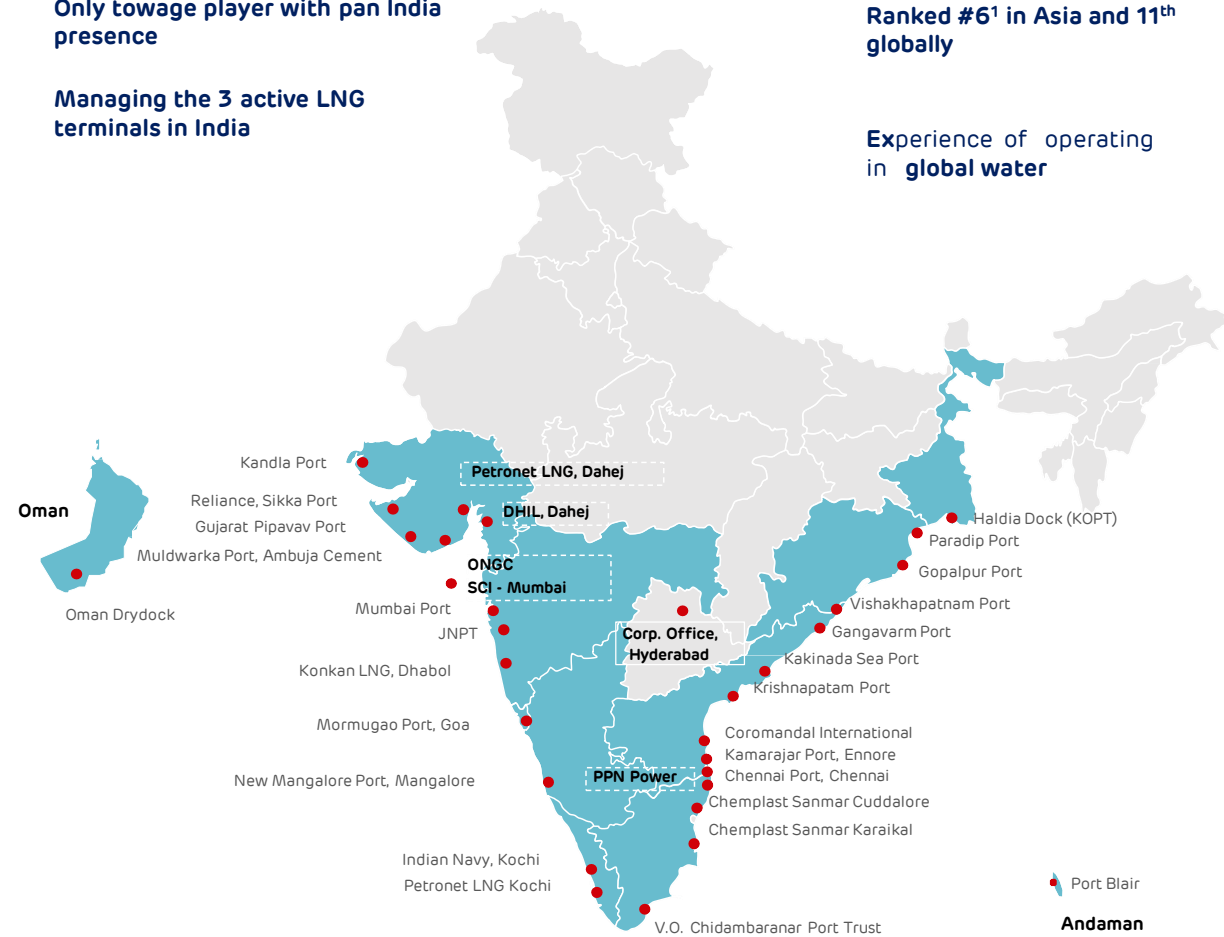 Only towage player with pan India
presence
Managing the 3 active LNG
terminals in India
Ranked #6¹ in Asia and 11ᵗʰ
globally
Experience of operating
in global water
Kandla Port
Petronet LNG, Dahej
Oman
Reliance, Sikka Port
DHIL, Dahej
Gujarat Pipavav Port
Muldwarka Port, Ambuja Cement
ONGC
SCI - Mumbai
Oman Drydock
Mumbai Port
JNPT
Konkan LNG, Dhabol
Mormugao Port, Goa
New Mangalore Port, Mangalore
Indian Navy, Kochi
Petronet LNG Kochi
Corp. Office,
Hyderabad
PPN Power
Haldia Dock (KOPT)
Paradip Port
Gopalpur Port
Vishakhapatnam Port
Gangavarm Port
Kakinada Sea Port
Krishnapatam Port
Coromandal International
Kamarajar Port, Ennore
Chennai Port, Chennai
Chemplast Sanmar Cuddalore
Chemplast Sanmar Karaikal
V.O. Chidambaranar Port Trust
Port Blair
Andaman